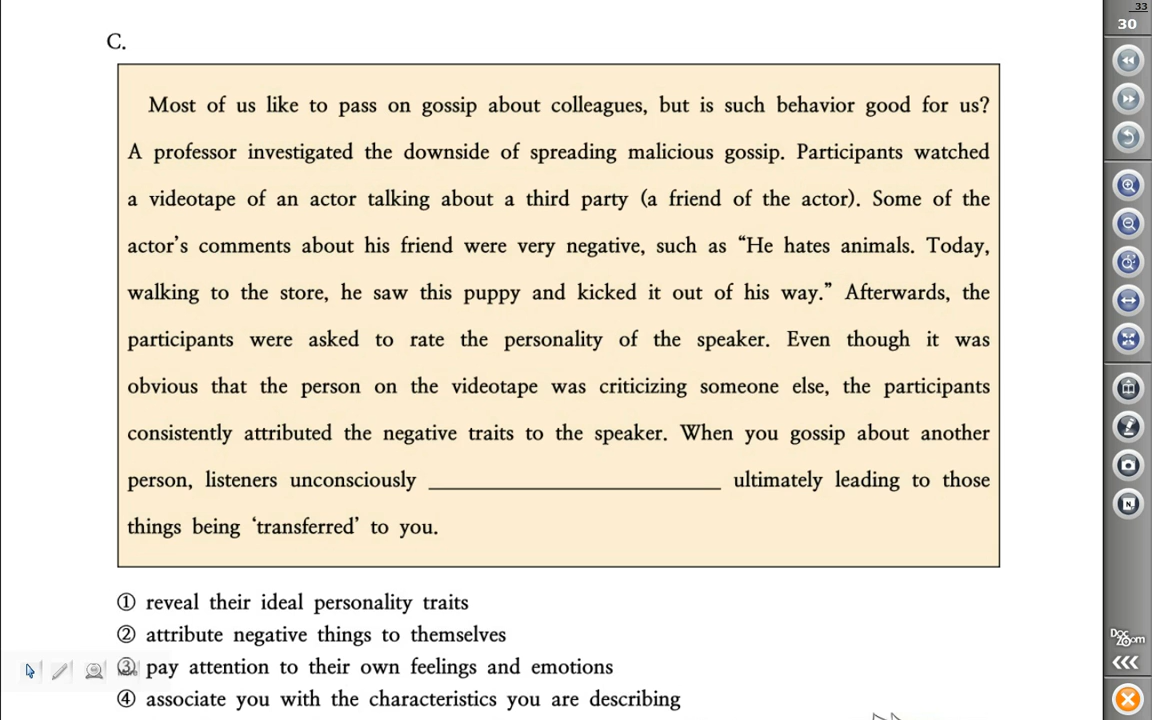 33
30
C.
Most of us like to pass on gossip about colleagues, but is such behavior good for us?
A professor investigated the downside of spreading malicious gossip. Participants watched
a videotape of an actor talking about a third party (a friend of the actor). Some of the
actor's comments about his friend were very negative, such as “He hates animals. Today,
walking to the store, he saw this puppy and kicked it out of his way.” Afterwards, the
participants were asked to rate the personality of the speaker. Even though it was
obvious that the person on the videotape was criticizing someone else, the participants
consistently attributed the negative traits to the speaker. When you gossip about another
person, listeners unconsciously ____________________ ultimately leading to those
things being ‘transferred’ to you.
① reveal their ideal personality traits
② attribute negative things to themselves
③ pay attention to their own feelings and emotions
④ associate you with the characteristics you are describing
Doc
Zoom